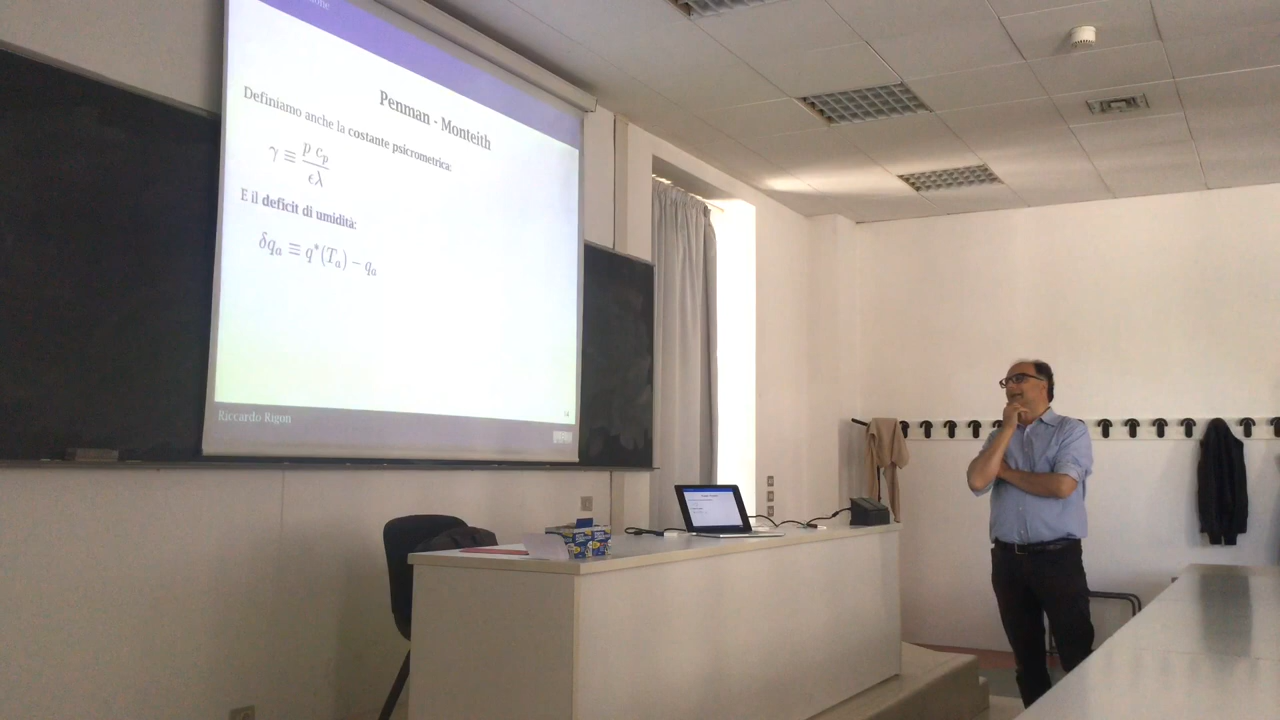 Penman - Monteith
Definiamo anche la costante psicrometrica:
γ ≡ p c_p / ϵλ
E il deficit di umidità:
δq_a ≡ q*(T_a) − q_a
Riccardo Rigon